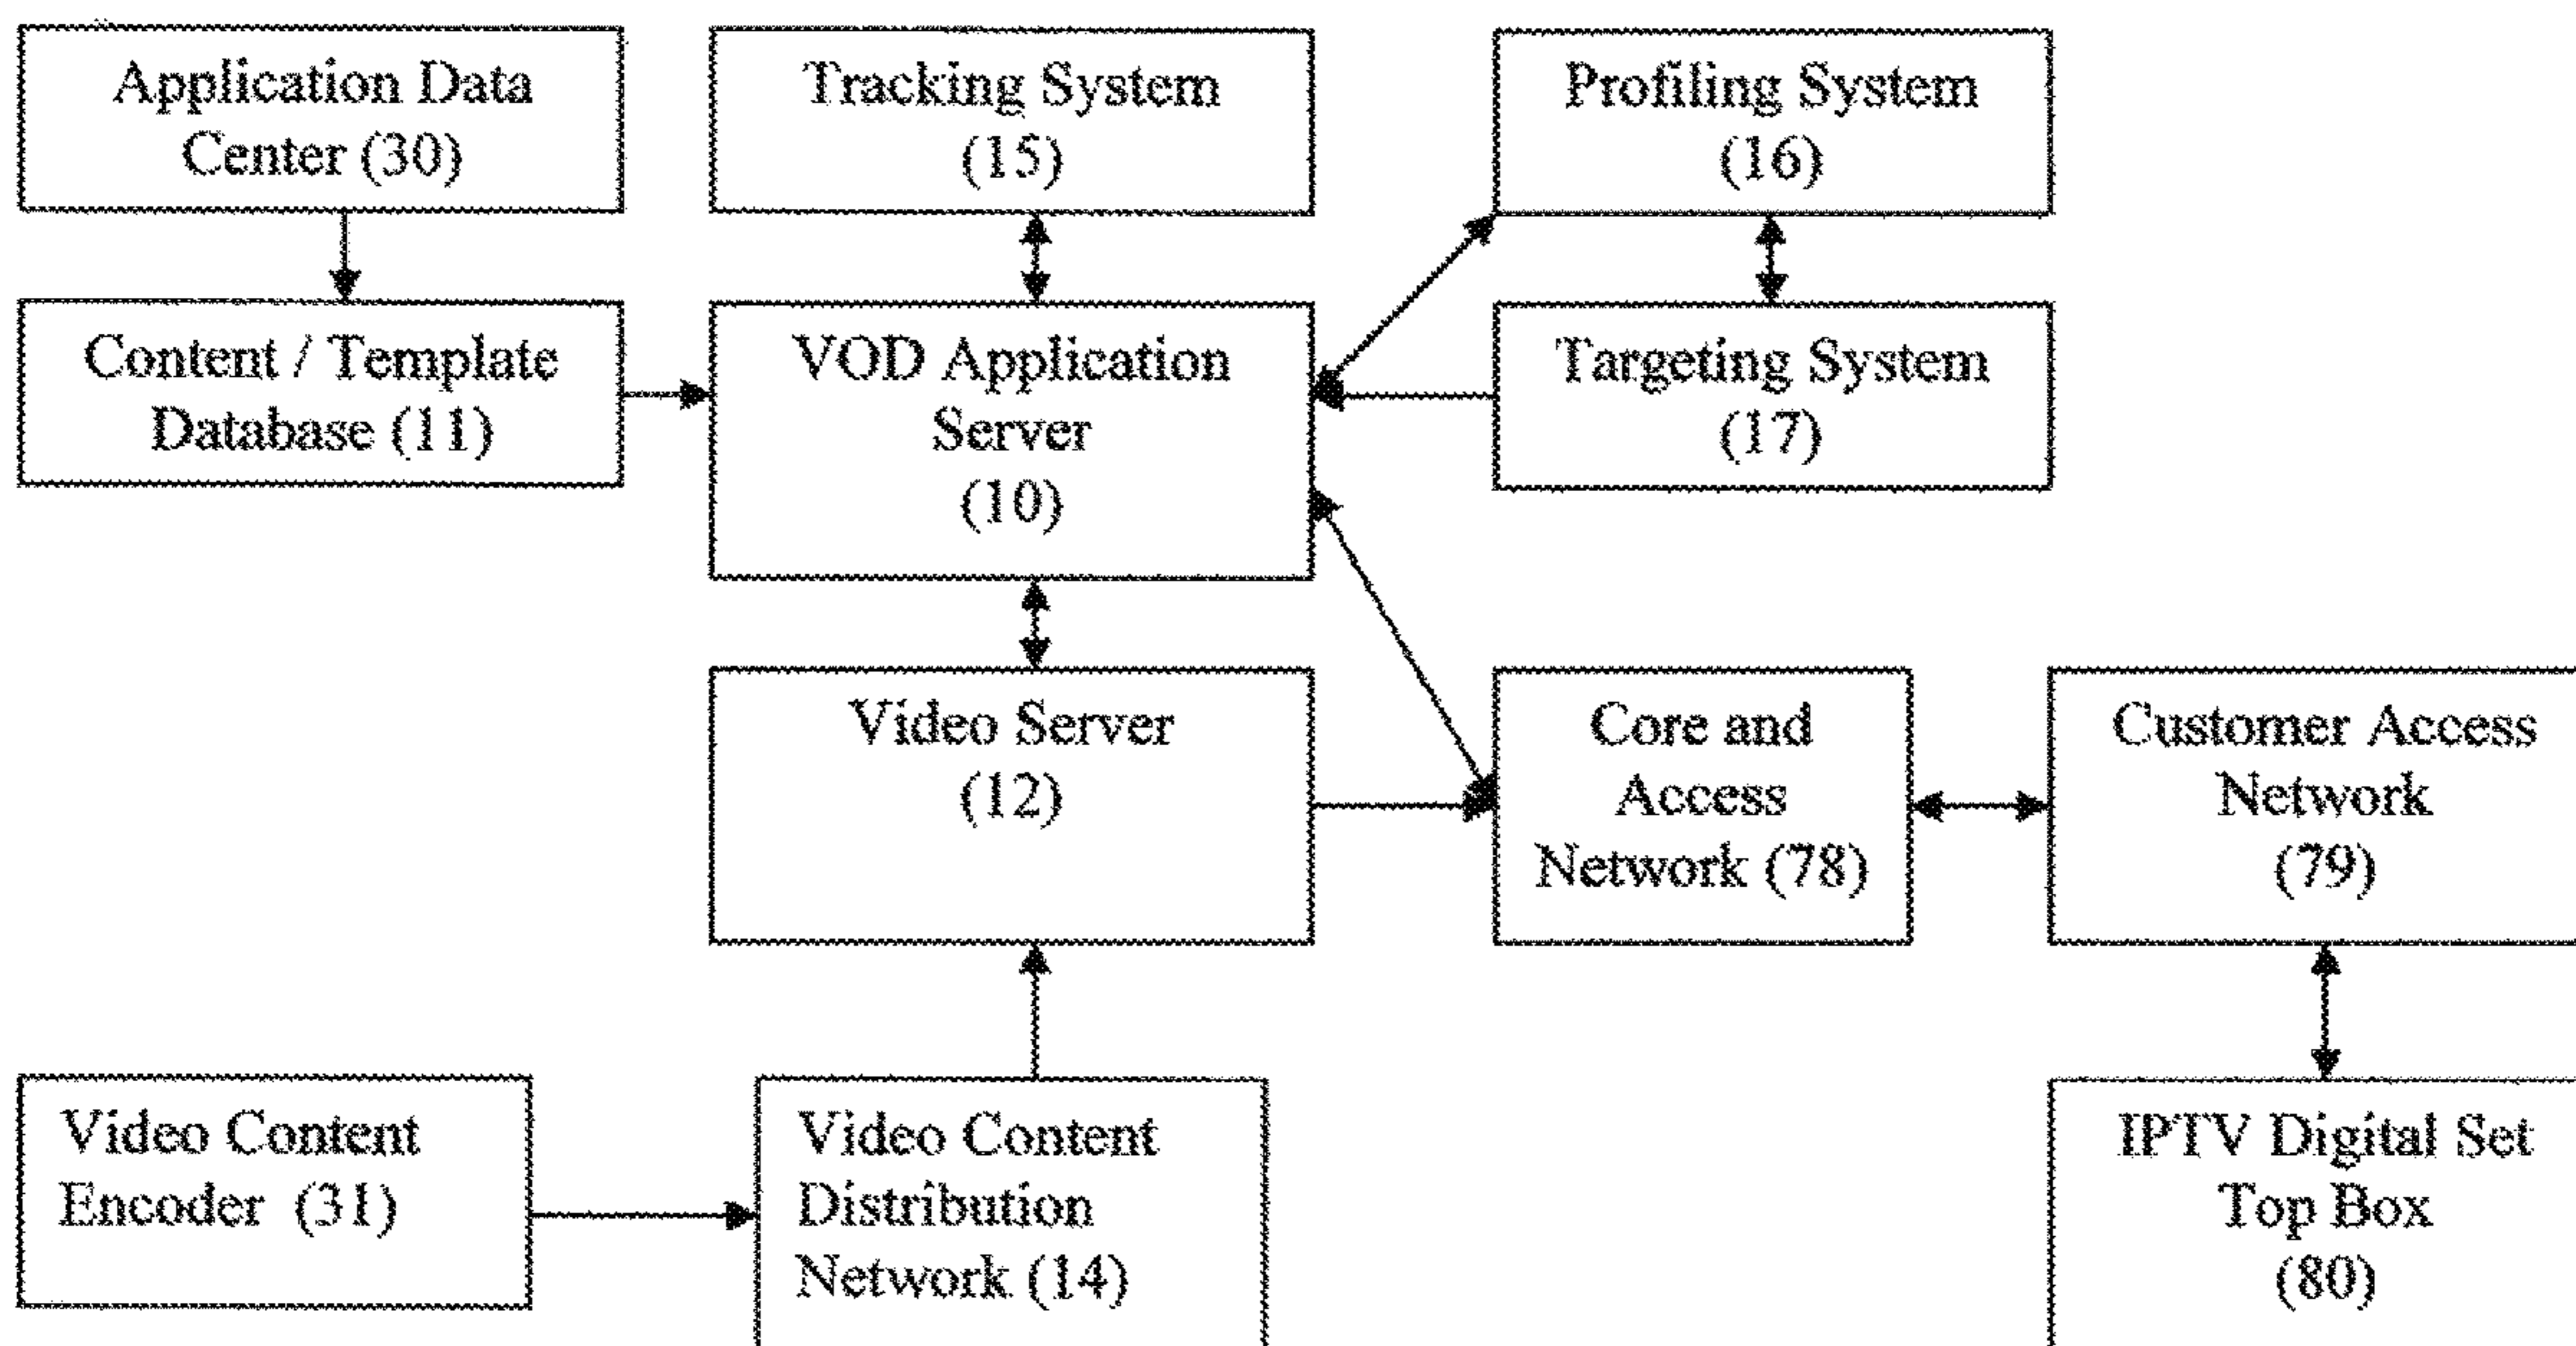 Application Data
Center (30)
Tracking System
(15)
Profiling System
(16)
Content / Template
Database (11)
VOD Application
Server
(10)
Targeting System
(17)
Video Server
(12)
Core and
Access
Network (78)
Customer Access
Network
(79)
Video Content
Encoder (31)
Video Content
Distribution
Network (14)
IPTV Digital Set
Top Box
(80)